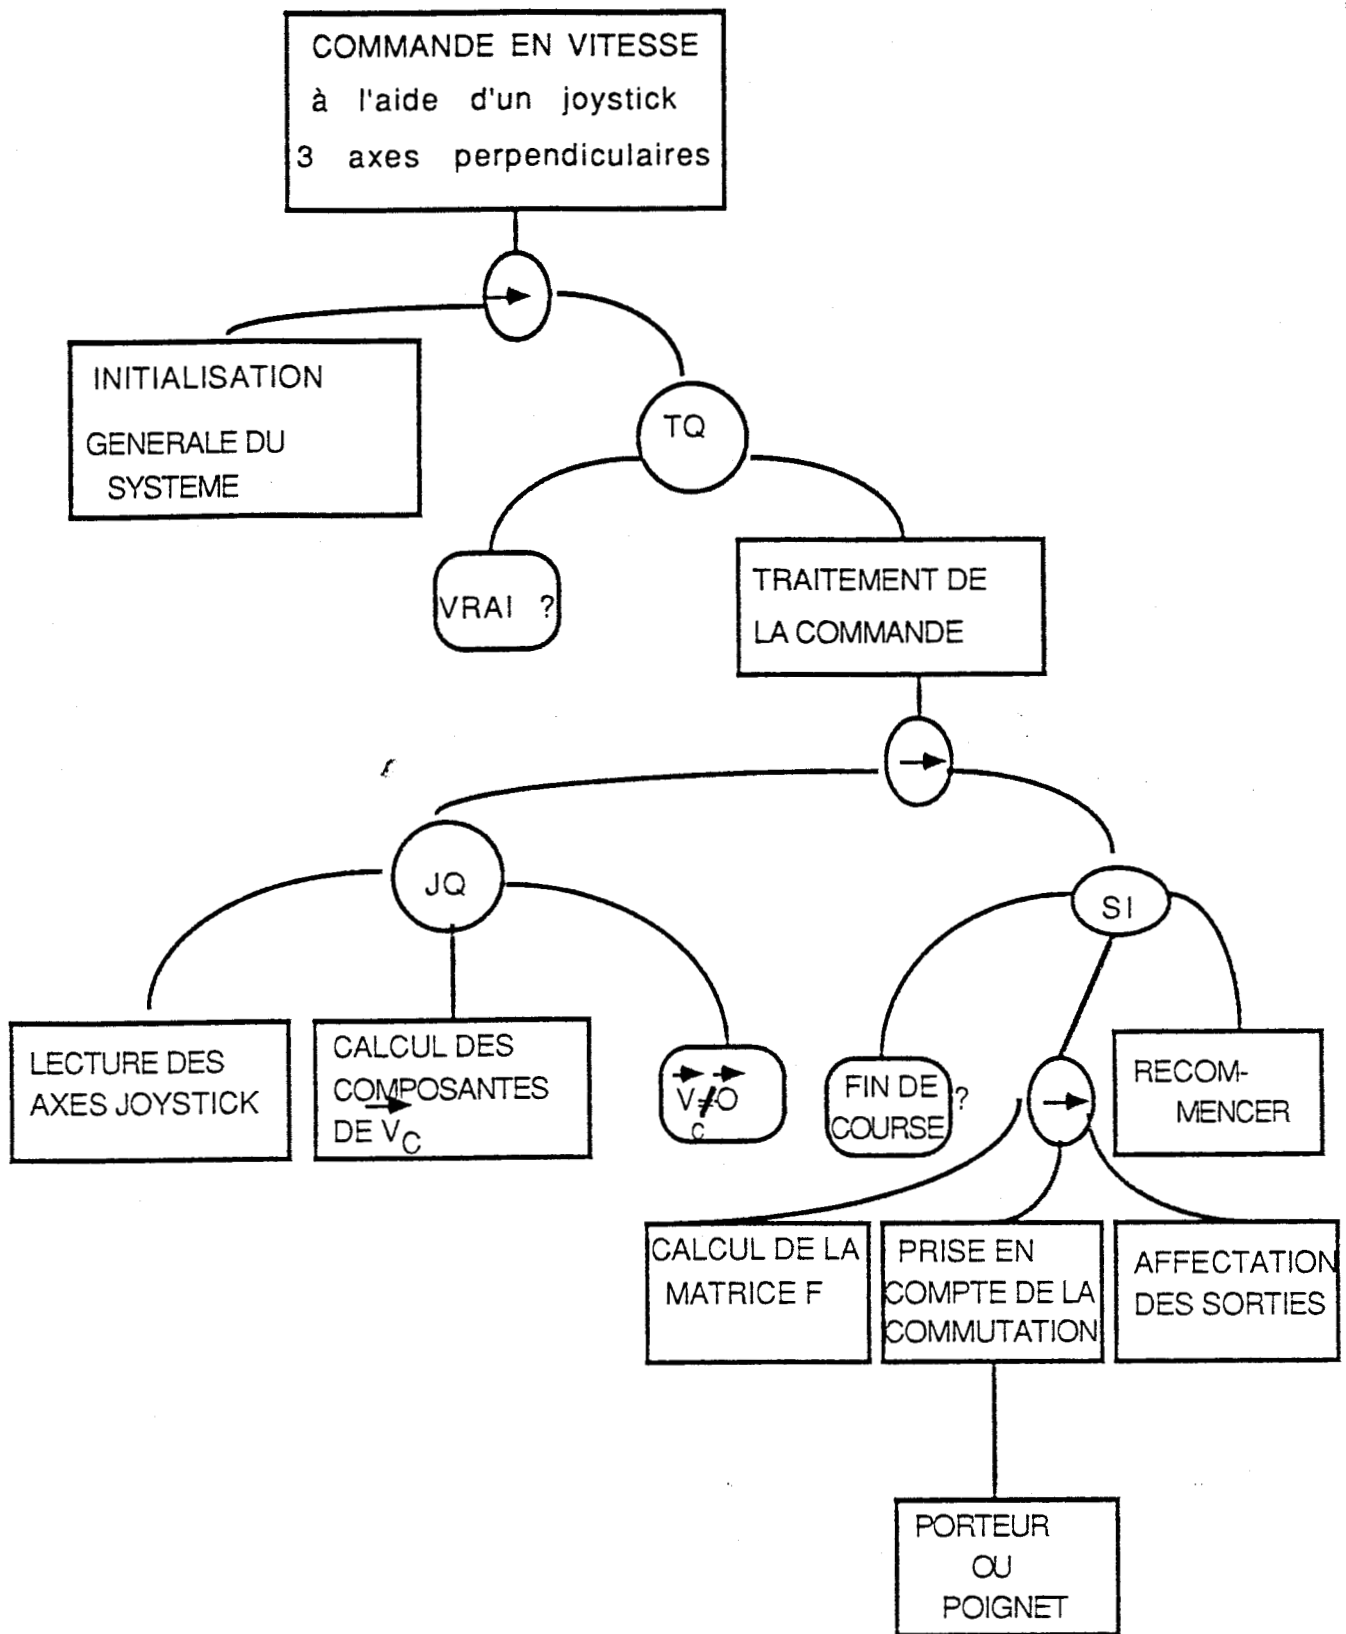 COMMANDE EN VITESSE
à l'aide d'un joystick
3 axes perpendiculaires
INITIALISATION
GENERALE DU
SYSTEME
TQ
VRAI ?
TRAITEMENT DE
LA COMMANDE
JQ
SI
LECTURE DES
AXES JOYSTICK
CALCUL DES
COMPOSANTES
DE V_C
V_C ≠ O
FIN DE
COURSE ?
RECOM-
MENCER
CALCUL DE LA
MATRICE F
PRISE EN
COMPTE DE LA
COMMUTATION
AFFECTATION
DES SORTIES
PORTEUR
OU
POIGNET